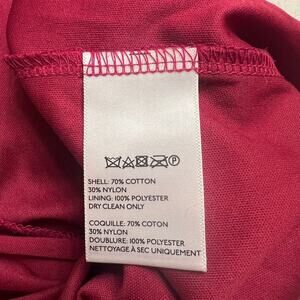 SHELL: 70% COTTON
30% NYLON
LINING: 100% POLYESTER
DRY CLEAN ONLY
COQUILLE: 70% COTON
30% NYLON
DOUBLURE: 100% POLYESTER
NETTOYAGE À SEC UNIQUEMENT